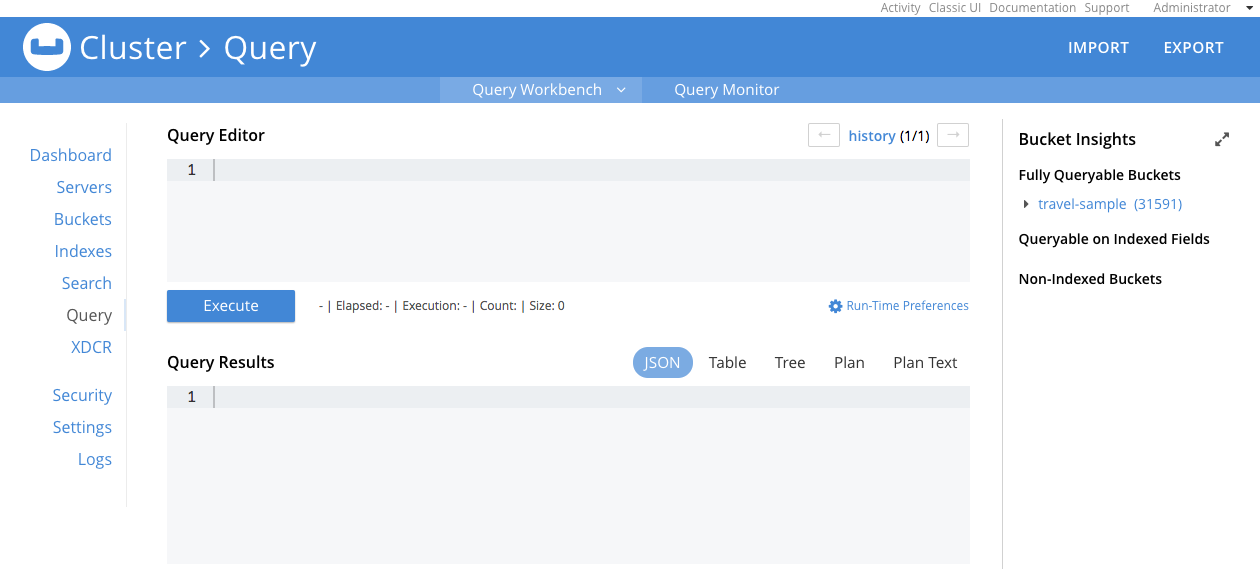 Activity Classic UI Documentation Support Administrator
Cluster > Query
IMPORT EXPORT
Query Workbench Query Monitor
Dashboard
Servers
Buckets
Indexes
Search
Query
XDCR
Security
Settings
Logs
Query Editor
← history (1/1) →
1
Execute
- | Elapsed: - | Execution: - | Count: | Size: 0
Run-Time Preferences
Query Results
JSON Table Tree Plan Plan Text
1
Bucket Insights
Fully Queryable Buckets
travel-sample (31591)
Queryable on Indexed Fields
Non-Indexed Buckets